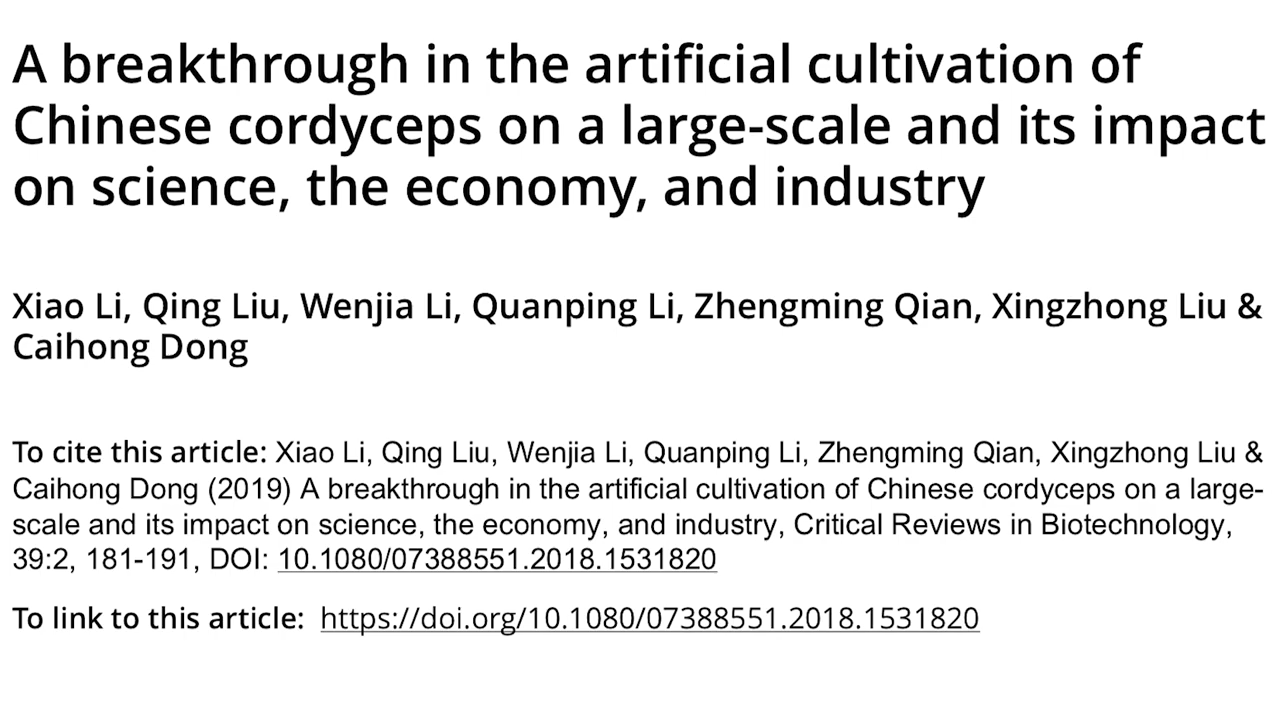 A breakthrough in the artificial cultivation of
Chinese cordyceps on a large-scale and its impact
on science, the economy, and industry
Xiao Li, Qing Liu, Wenjia Li, Quanping Li, Zhengming Qian, Xingzhong Liu &
Caihong Dong
To cite this article: Xiao Li, Qing Liu, Wenjia Li, Quanping Li, Zhengming Qian, Xingzhong Liu &
Caihong Dong (2019) A breakthrough in the artificial cultivation of Chinese cordyceps on a large-
scale and its impact on science, the economy, and industry, Critical Reviews in Biotechnology,
39:2, 181-191, DOI: 10.1080/07388551.2018.1531820
To link to this article: https://doi.org/10.1080/07388551.2018.1531820